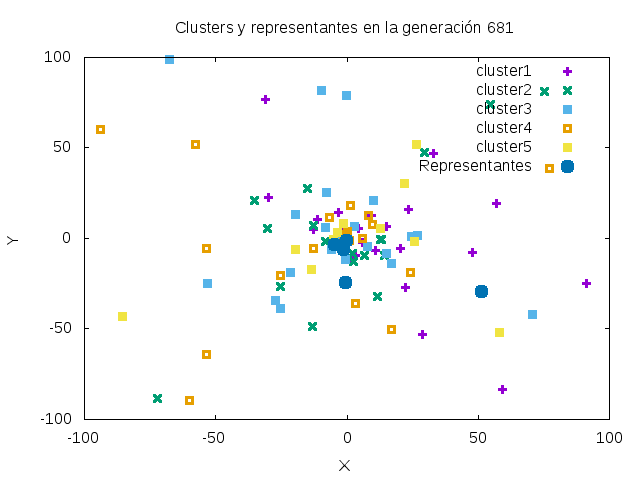 Clusters y representantes en la generación 681
100
50
0
-50
-100
Y
cluster1
cluster2
cluster3
cluster4
cluster5
Representantes
-100
-50
0
50
100
X